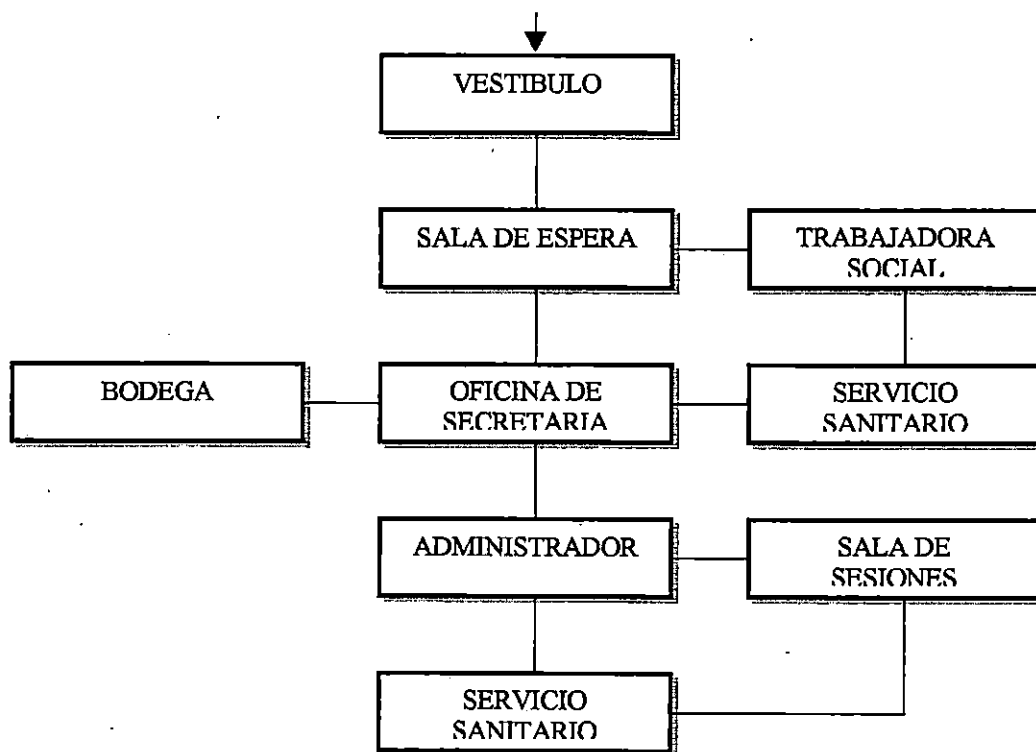 VESTIBULO
SALA DE ESPERA
TRABAJADORA
SOCIAL
BODEGA
OFICINA DE
SECRETARIA
SERVICIO
SANITARIO
ADMINISTRADOR
SALA DE
SESIONES
SERVICIO
SANITARIO